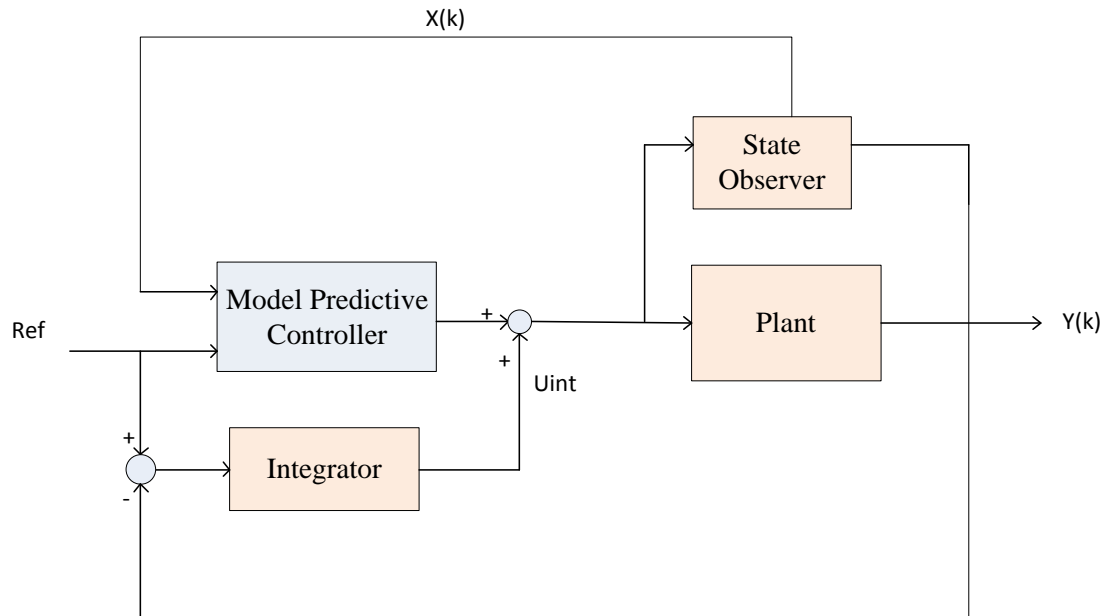 X(k)
State
Observer
Model Predictive
Controller
+
Plant
Ref
Y(k)
+
Uint
+
Integrator
-